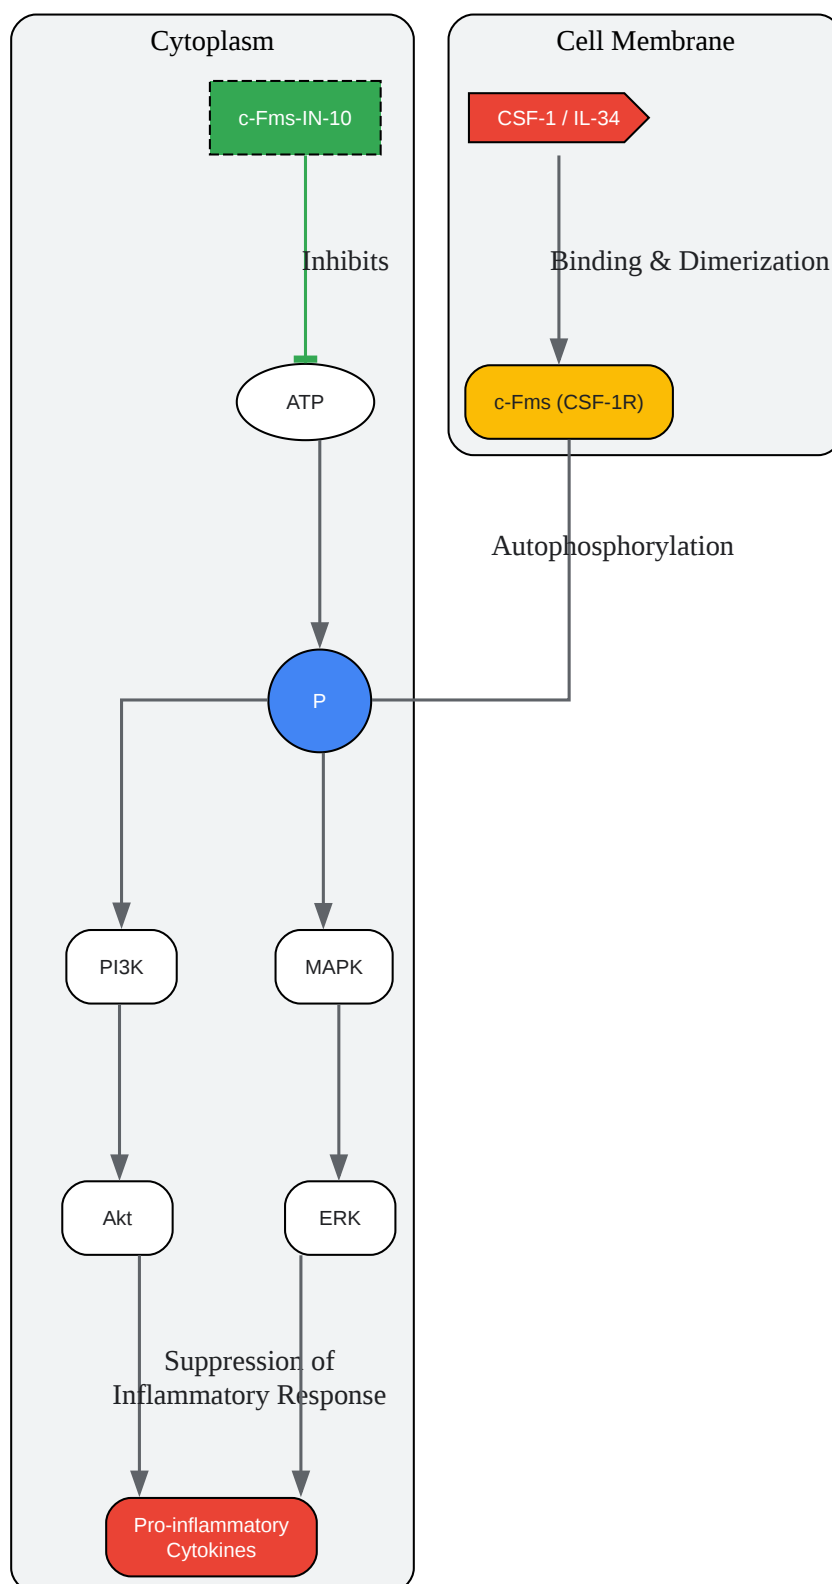 Cytoplasm
Cell Membrane
c-Fms-IN-10
CSF-1 / IL-34
Inhibits
Binding & Dimerization
ATP
c-Fms (CSF-1R)
Autophosphorylation
P
PI3K
MAPK
Akt
ERK
Suppression of
Inflammatory Response
Pro-inflammatory
Cytokines